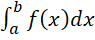 ∫_a^b f(x)dx